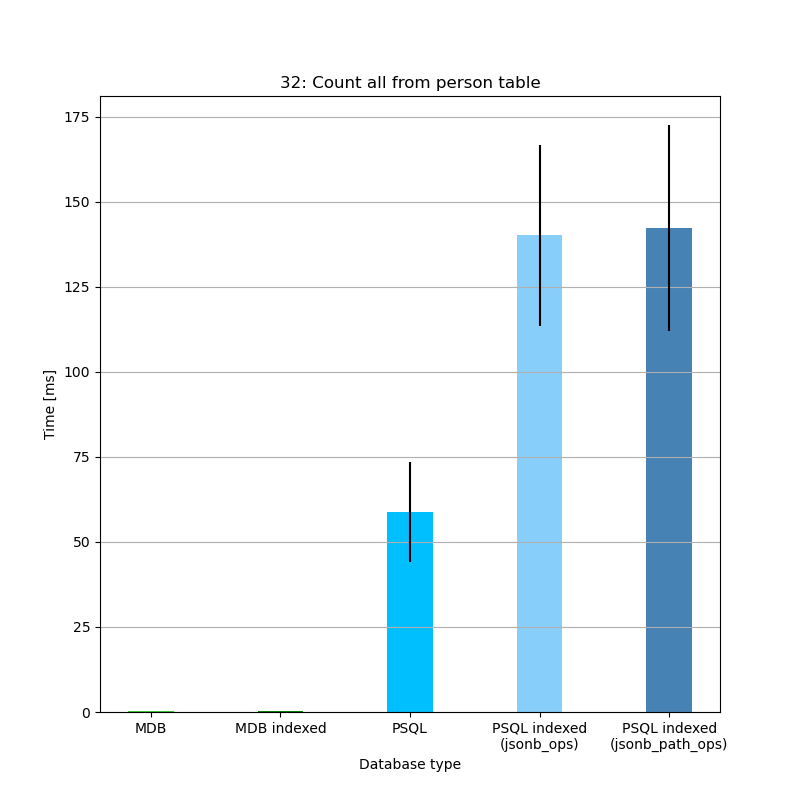 32: Count all from person table
175
150
125
100
75
50
25
0
Time [ms]
MDB
MDB indexed
PSQL
PSQL indexed
(jsonb_ops)
PSQL indexed
(jsonb_path_ops)
Database type